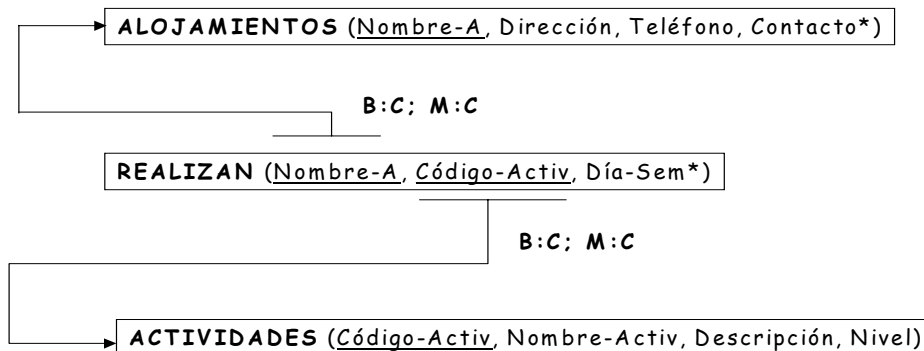 ALOJAMIENTOS (Nombre-A, Dirección, Teléfono, Contacto*)
B:C; M:C
REALIZAN (Nombre-A, Código-Activ, Día-Sem*)
B:C; M:C
ACTIVIDADES (Código-Activ, Nombre-Activ, Descripción, Nivel)